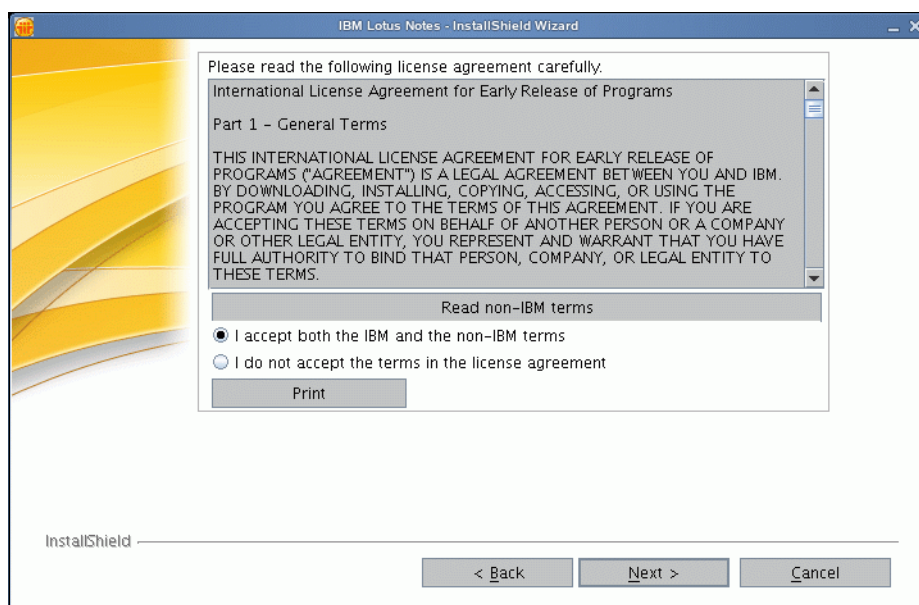 IBM Lotus Notes - InstallShield Wizard
Please read the following license agreement carefully.
International License Agreement for Early Release of Programs
Part 1 - General Terms
THIS INTERNATIONAL LICENSE AGREEMENT FOR EARLY RELEASE OF
PROGRAMS ("AGREEMENT") IS A LEGAL AGREEMENT BETWEEN YOU AND IBM.
BY DOWNLOADING, INSTALLING, COPYING, ACCESSING, OR USING THE
PROGRAM YOU AGREE TO THE TERMS OF THIS AGREEMENT. IF YOU ARE
ACCEPTING THESE TERMS ON BEHALF OF ANOTHER PERSON OR A COMPANY
OR OTHER LEGAL ENTITY, YOU REPRESENT AND WARRANT THAT YOU HAVE
FULL AUTHORITY TO BIND THAT PERSON, COMPANY, OR LEGAL ENTITY TO
THESE TERMS.
Read non-IBM terms
I accept both the IBM and the non-IBM terms
I do not accept the terms in the license agreement
Print
InstallShield
< Back
Next >
Cancel